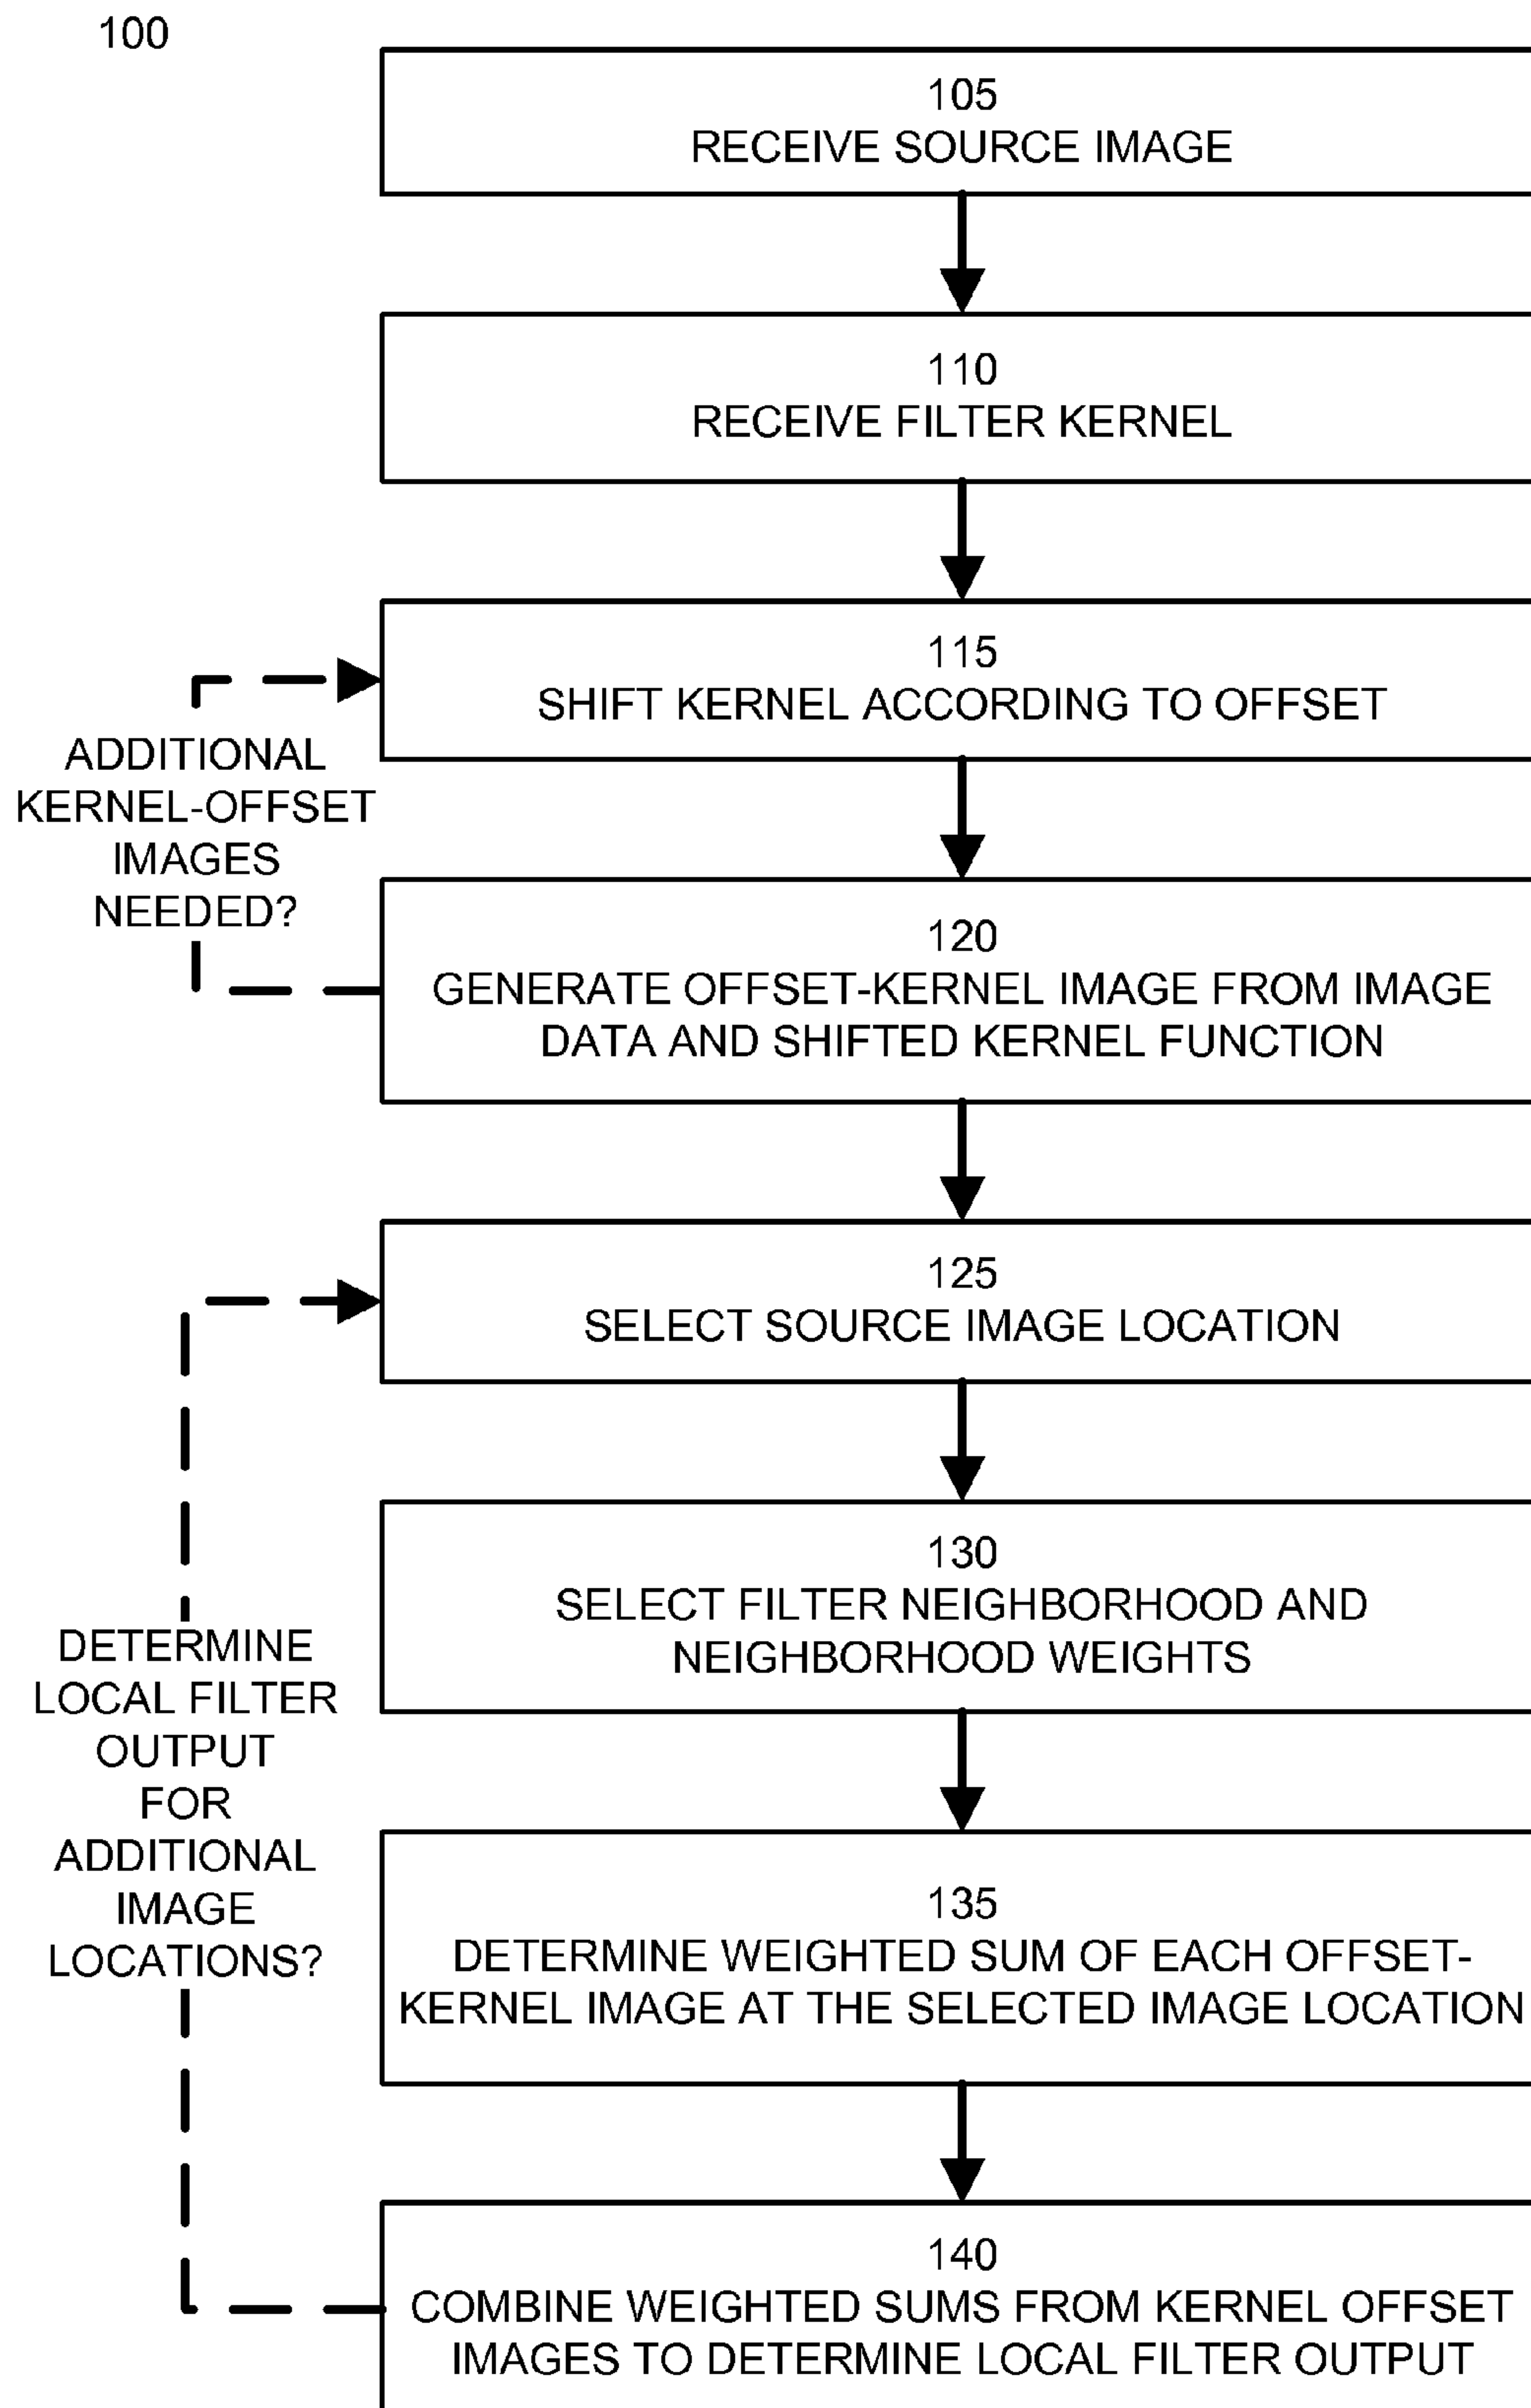 100
105
RECEIVE SOURCE IMAGE
110
RECEIVE FILTER KERNEL
115
SHIFT KERNEL ACCORDING TO OFFSET
ADDITIONAL
KERNEL-OFFSET
IMAGES
NEEDED?
120
GENERATE OFFSET-KERNEL IMAGE FROM IMAGE
DATA AND SHIFTED KERNEL FUNCTION
125
SELECT SOURCE IMAGE LOCATION
130
SELECT FILTER NEIGHBORHOOD AND
NEIGHBORHOOD WEIGHTS
DETERMINE
LOCAL FILTER
OUTPUT
FOR
ADDITIONAL
IMAGE
LOCATIONS?
135
DETERMINE WEIGHTED SUM OF EACH OFFSET-
KERNEL IMAGE AT THE SELECTED IMAGE LOCATION
140
COMBINE WEIGHTED SUMS FROM KERNEL OFFSET
IMAGES TO DETERMINE LOCAL FILTER OUTPUT